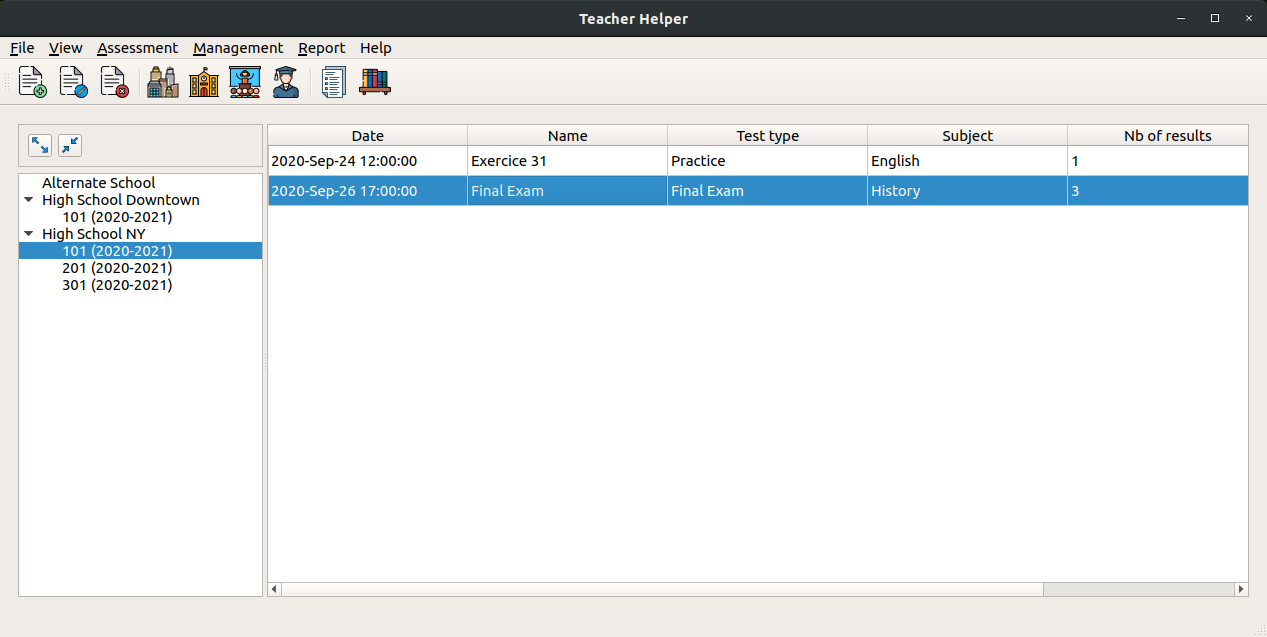 Teacher Helper
File View Assessment Management Report Help
Date Name Test type Subject Nb of results
2020-Sep-24 12:00:00 Exercice 31 Practice English 1
2020-Sep-26 17:00:00 Final Exam Final Exam History 3
Alternate School
High School Downtown
101 (2020-2021)
High School NY
101 (2020-2021)
201 (2020-2021)
301 (2020-2021)